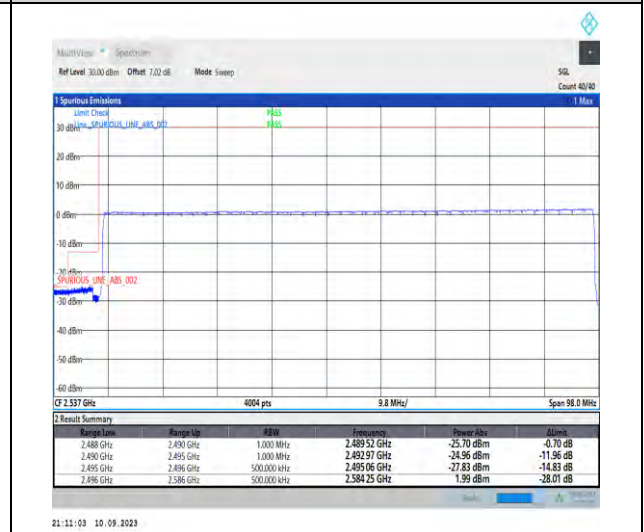 MultiView Spectrum
Ref Level 30.00 dBm Offset 7.02 dB Mode Sweep SGL
Count 40/40
1 Spurious Emissions 1 Max
Limit Check PASS
30 dBm Line _SPURIOUS_LINE_ABS_002 PASS
20 dBm
10 dBm
0 dBm
-10 dBm
-20 dBm
_SPURIOUS_LINE_ABS_002
-30 dBm
-40 dBm
-50 dBm
-60 dBm
CF 2.537 GHz 4004 pts 9.8 MHz/ Span 98.0 MHz
2 Result Summary
Range Low Range Up RBW Frequency Power Abs ΔLimit
2.488 GHz 2.490 GHz 1.000 MHz 2.489 52 GHz -25.70 dBm -0.70 dB
2.490 GHz 2.495 GHz 1.000 MHz 2.492 97 GHz -24.96 dBm -11.96 dB
2.495 GHz 2.496 GHz 500.000 kHz 2.495 06 GHz -27.83 dBm -14.83 dB
2.496 GHz 2.586 GHz 500.000 kHz 2.584 25 GHz 1.99 dBm -28.01 dB
21:11:03 10.09.2023